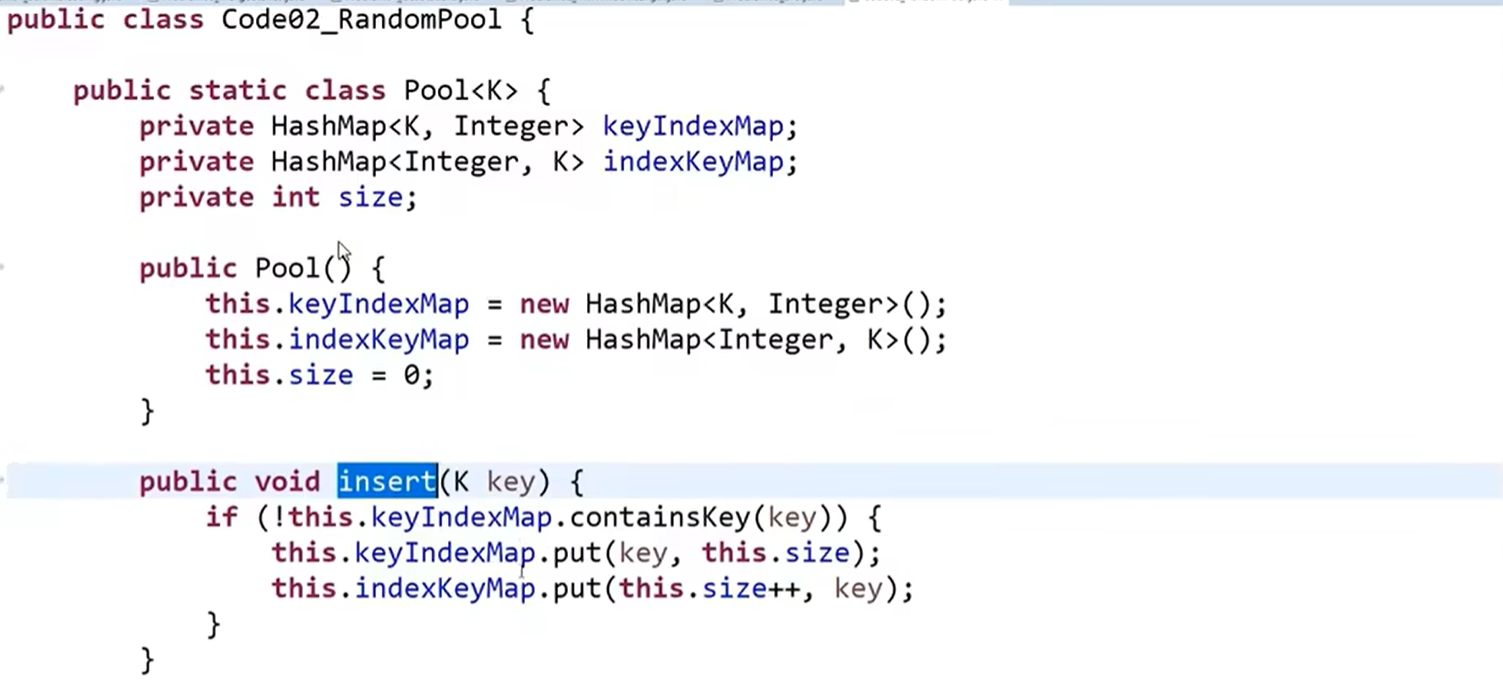 public class Code02_RandomPool {
public static class Pool<K> {
private HashMap<K, Integer> keyIndexMap;
private HashMap<Integer, K> indexKeyMap;
private int size;
public Pool() {
this.keyIndexMap = new HashMap<K, Integer>();
this.indexKeyMap = new HashMap<Integer, K>();
this.size = 0;
}
public void insert(K key) {
if (!this.keyIndexMap.containsKey(key)) {
this.keyIndexMap.put(key, this.size);
this.indexKeyMap.put(this.size++, key);
}
}